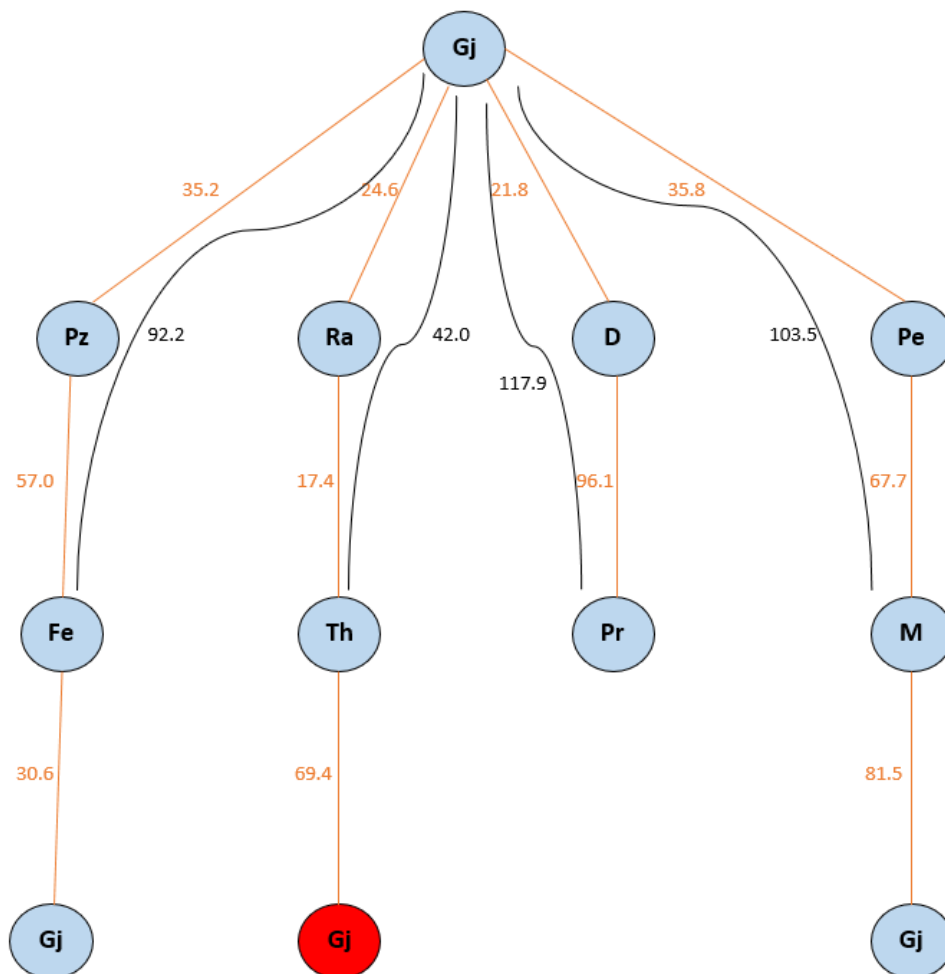 Gj
35.2 24.6 21.8 35.8
Pz 92.2 Ra 42.0 D 103.5 Pe
117.9
57.0 17.4 96.1 67.7
Fe Th Pr M
30.6 69.4 81.5
Gj Gj Gj